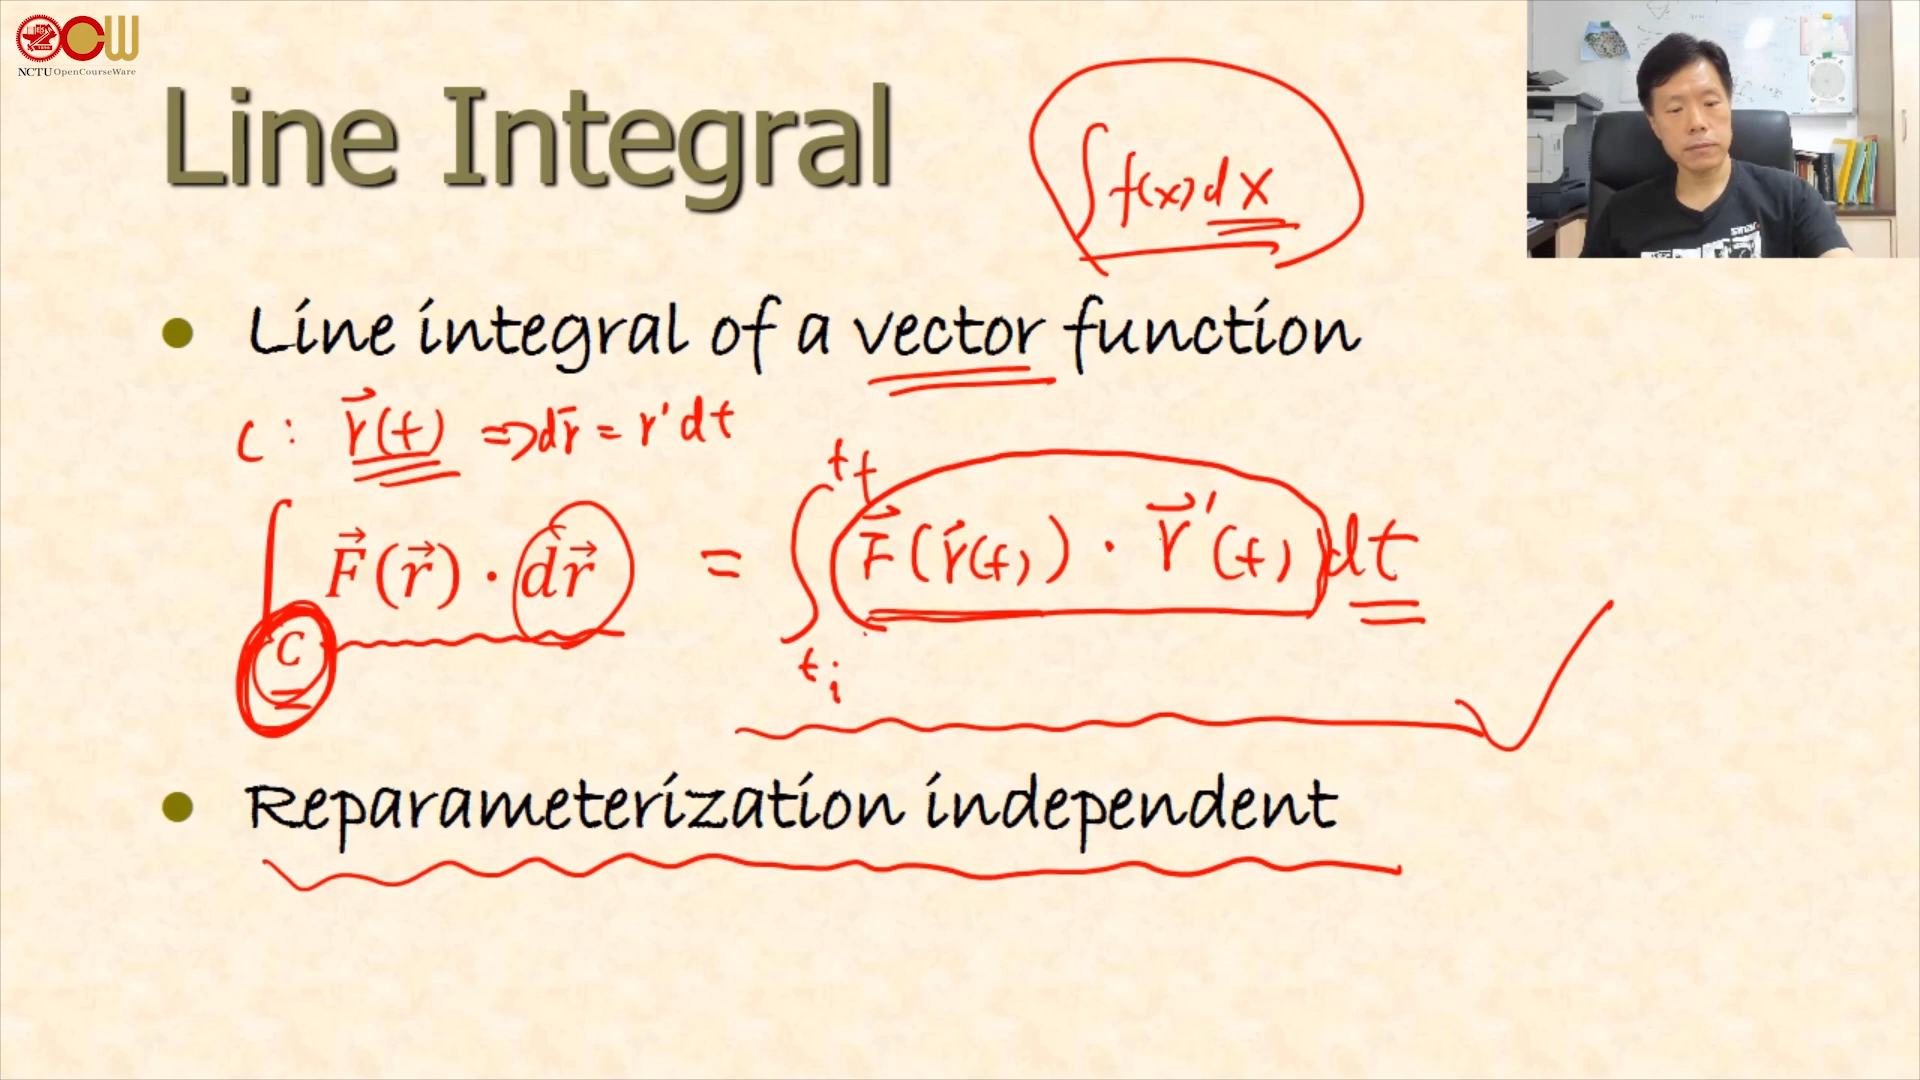 OCW
NCTU OpenCourseWare
Line Integral
∫ f(x) dx
Line integral of a vector function
C : r⃗(t) ⇒ dr⃗ = r' dt
∫_C F⃗(r⃗) · dr⃗ = ∫_{t_i}^{t_f} F⃗(r⃗(t)) · r⃗'(t) dt
Reparameterization independent